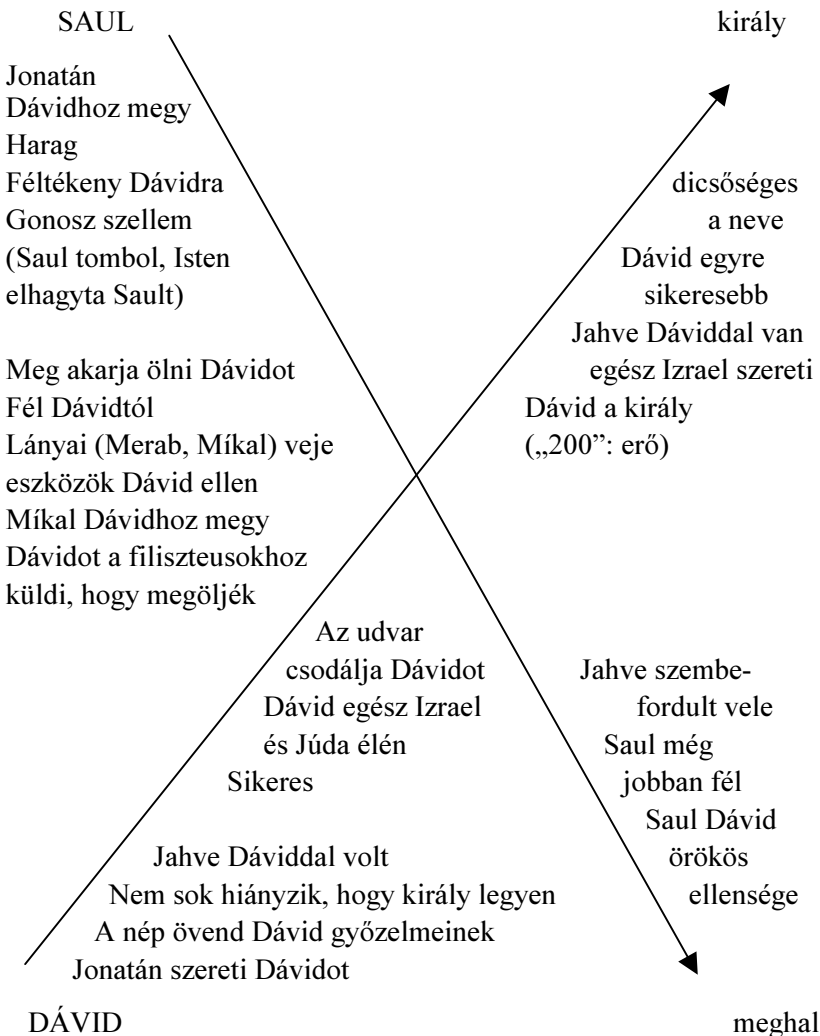 SAUL
király
Jonatán
Dávidhoz megy
Harag
Féltékeny Dávidra
Gonosz szellem
(Saul tombol, Isten
elhagyta Sault)
Meg akarja ölni Dávidot
Fél Dávidtól
Lányai (Merab, Míkal) veje
eszközök Dávid ellen
Míkal Dávidhoz megy
Dávidot a filiszteusokhoz
küldi, hogy megöljék
dicsőséges
a neve
Dávid egyre
sikeresebb
Jahve Dáviddal van
egész Izrael szereti
Dávid a király
(„200”: erő)
Az udvar
csodálja Dávidot
Dávid egész Izrael
és Júda élén
Sikeres
Jahve Dáviddal volt
Nem sok hiányzik, hogy király legyen
A nép övend Dávid győzelmeinek
Jonatán szereti Dávidot
Jahve szembe-
fordult vele
Saul még
jobban fél
Saul Dávid
örökös
ellensége
DÁVID
meghal